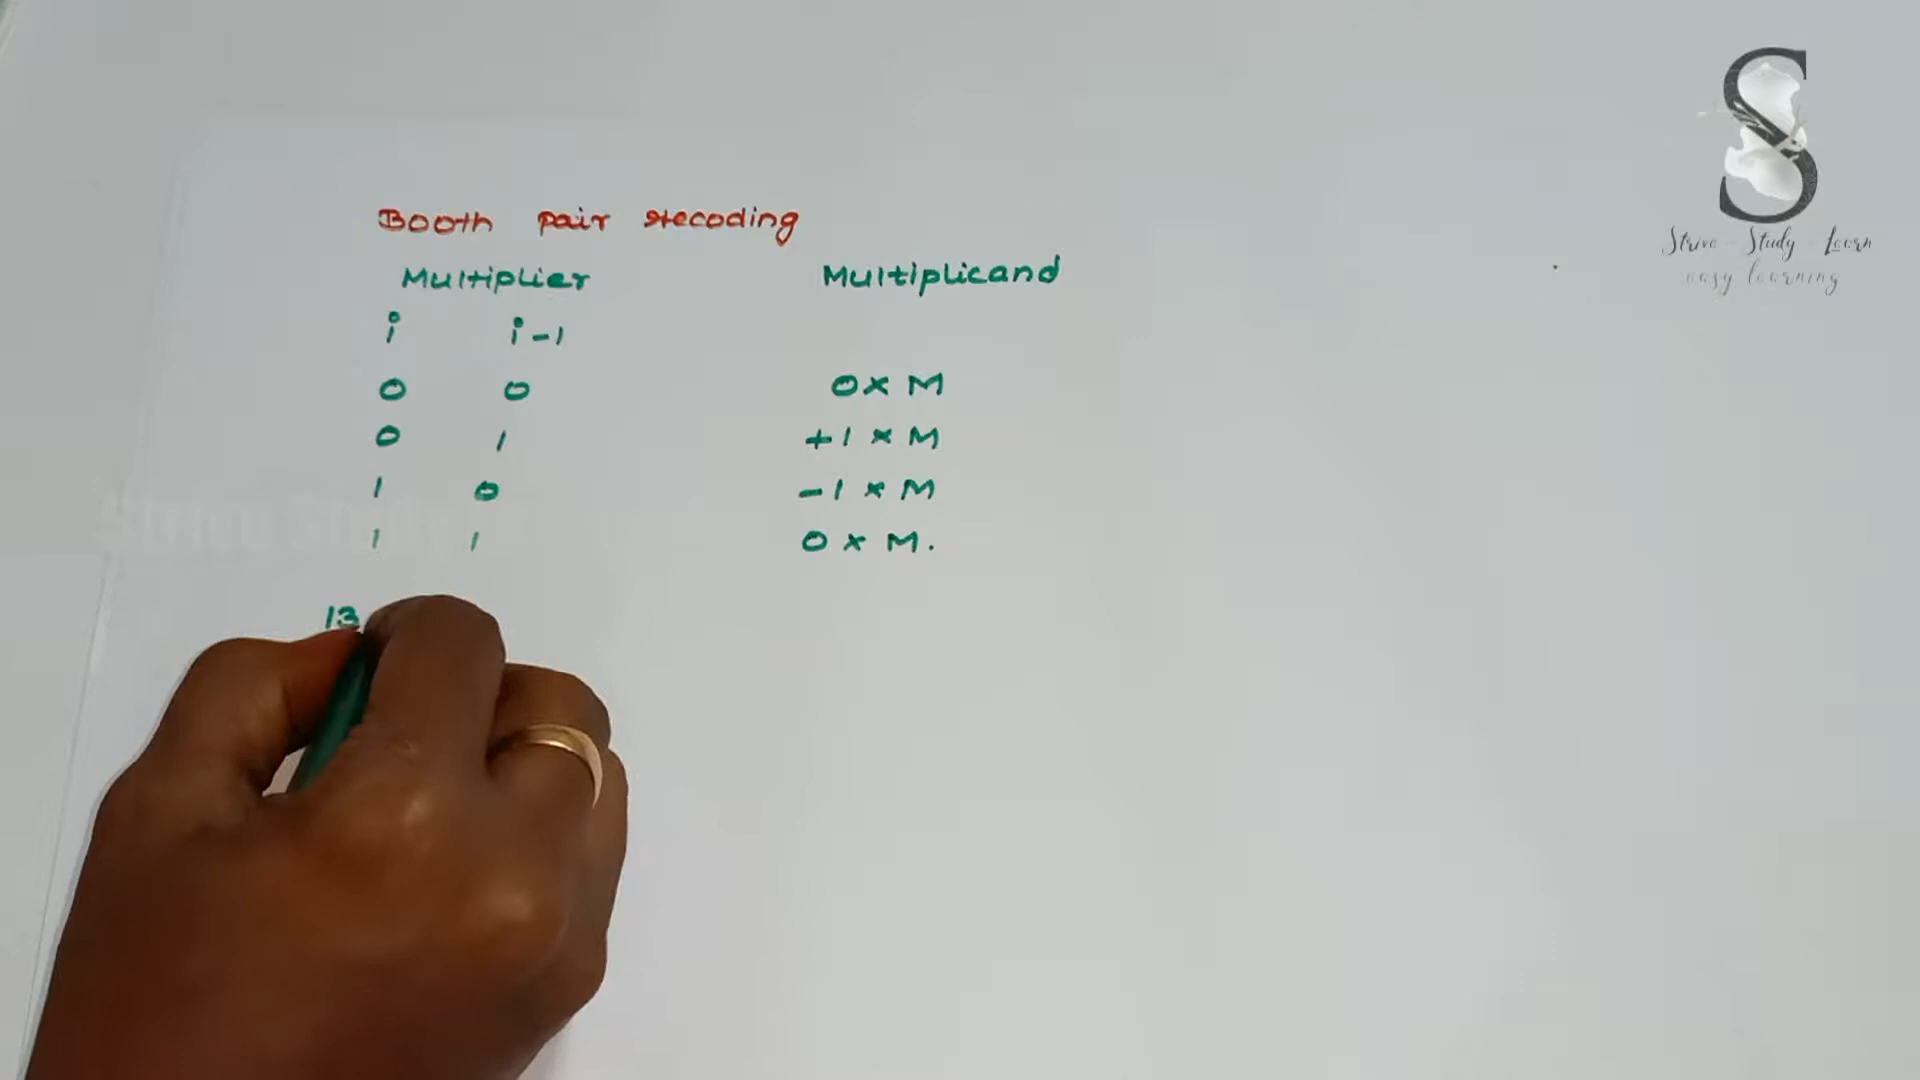 Booth pair recoding
Multiplier Multiplicand
i i-1
0 0 0 x M
0 1 +1 x M
1 0 -1 x M
1 1 0 x M.
13
S
Strive - Study - Learn
easy learning